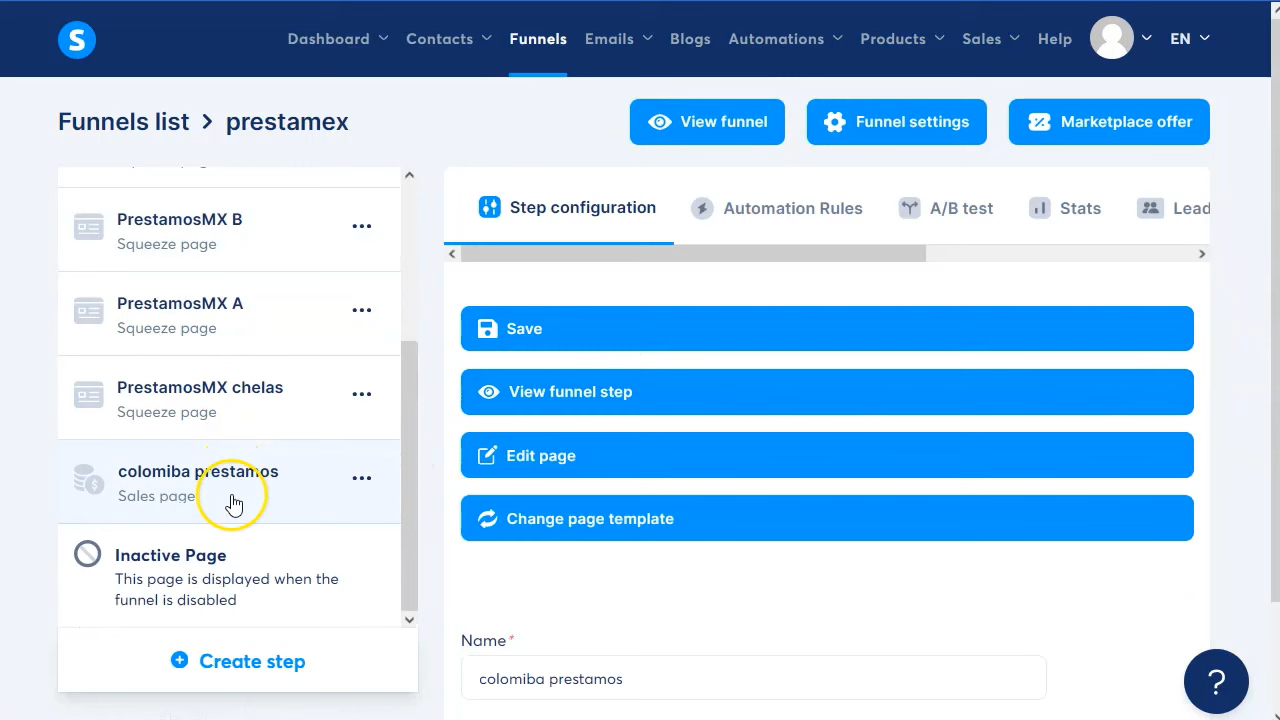 S
Dashboard
Contacts
Funnels
Emails
Blogs
Automations
Products
Sales
Help
EN
Funnels list > prestamex
View funnel
Funnel settings
Marketplace offer
PrestamosMX B
Squeeze page
PrestamosMX A
Squeeze page
PrestamosMX chelas
Squeeze page
colomiba prestamos
Sales page
Inactive Page
This page is displayed when the
funnel is disabled
Create step
Step configuration
Automation Rules
A/B test
Stats
Lead
Save
View funnel step
Edit page
Change page template
Name*
colomiba prestamos
?